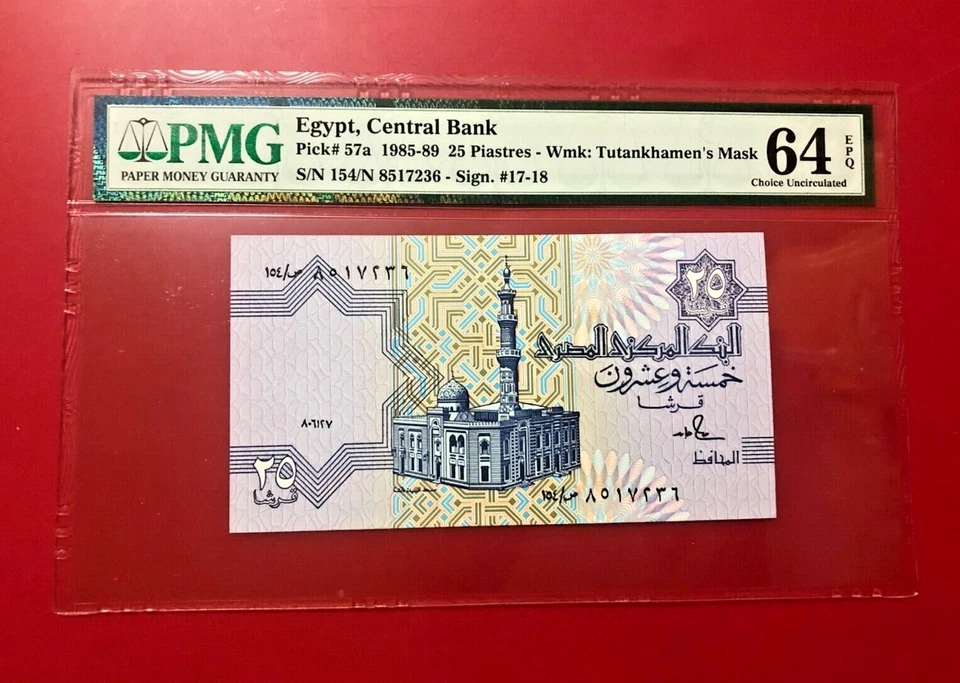 PMG
PAPER MONEY GUARANTY
Egypt, Central Bank
Pick# 57a 1985-89 25 Piastres - Wmk: Tutankhamen's Mask
S/N 154/N 8517236 - Sign. #17-18
64
EPQ
Choice Uncirculated
١٥٤/ص ٨٥١٧٢٣٦
٢٥
البنك المركزى المصرى
خمسة وعشرون
قرشا
المحافظ
٨٠٦١٢٧
٢٥
قرشا
١٥٤/ص ٨٥١٧٢٣٦